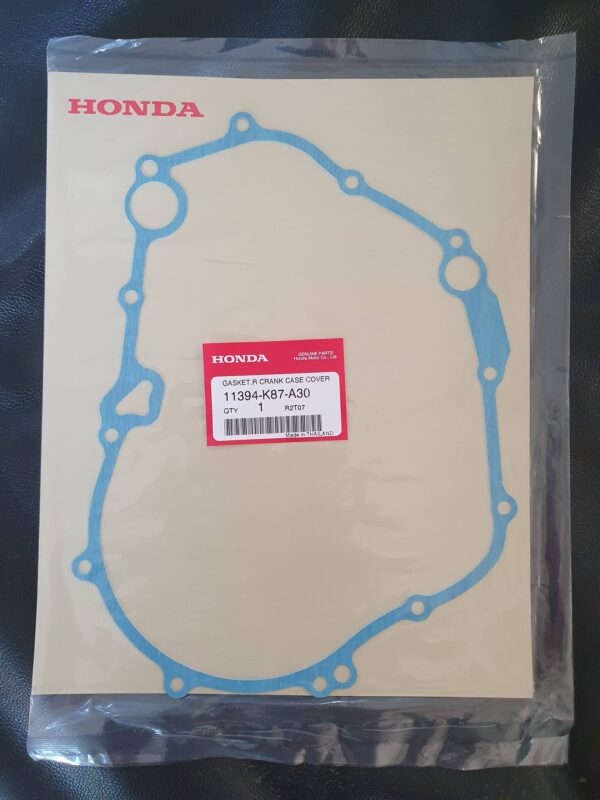 HONDA
HONDA
GENUINE PARTS
Honda Motor Co., Ltd
GASKET,R CRANK CASE COVER
11394-K87-A30
QTY 1 R2T07
Made in THAILAND